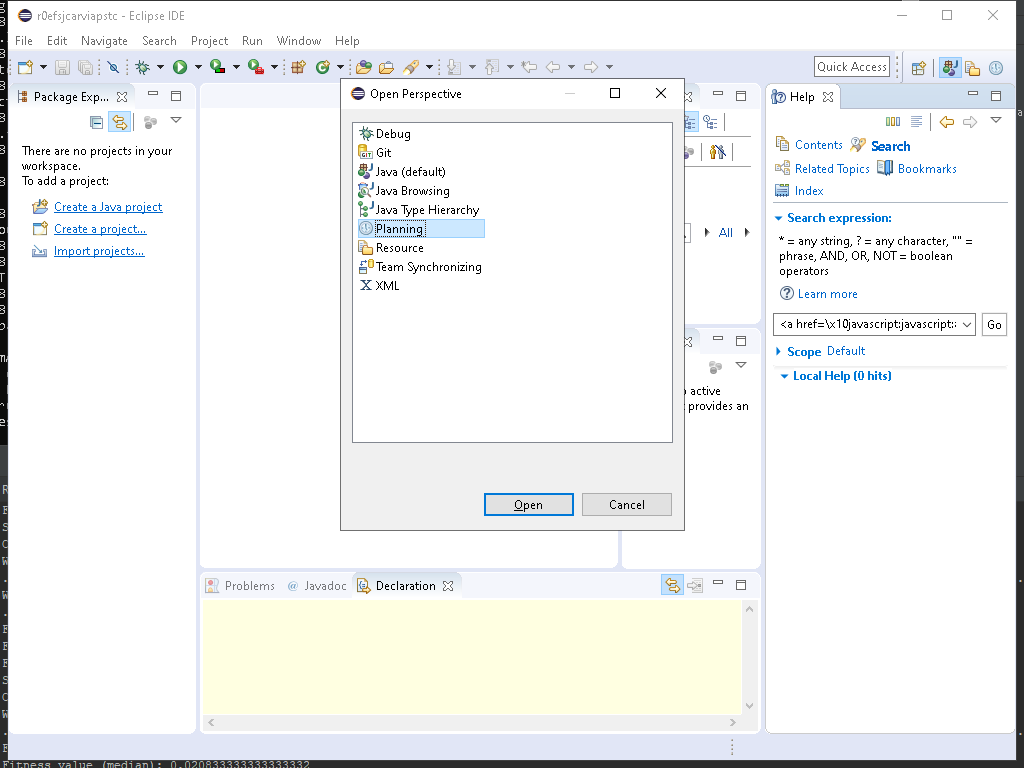 r0efsjcarviapstc - Eclipse IDE
File Edit Navigate Search Project Run Window Help
Quick Access
Package Exp...
There are no projects in your
workspace.
To add a project:
Create a Java project
Create a project...
Import projects...
Open Perspective
Debug
Git
Java (default)
Java Browsing
Java Type Hierarchy
Planning
Resource
Team Synchronizing
XML
Open Cancel
All
active
provides an
Problems @ Javadoc Declaration
Help
Contents Search
Related Topics Bookmarks
Index
Search expression:
* = any string, ? = any character, "" =
phrase, AND, OR, NOT = boolean
operators
Learn more
<a href=\x10javascript:javascript: Go
Scope Default
Local Help (0 hits)
Fitness value (median): 0.020833333333333332